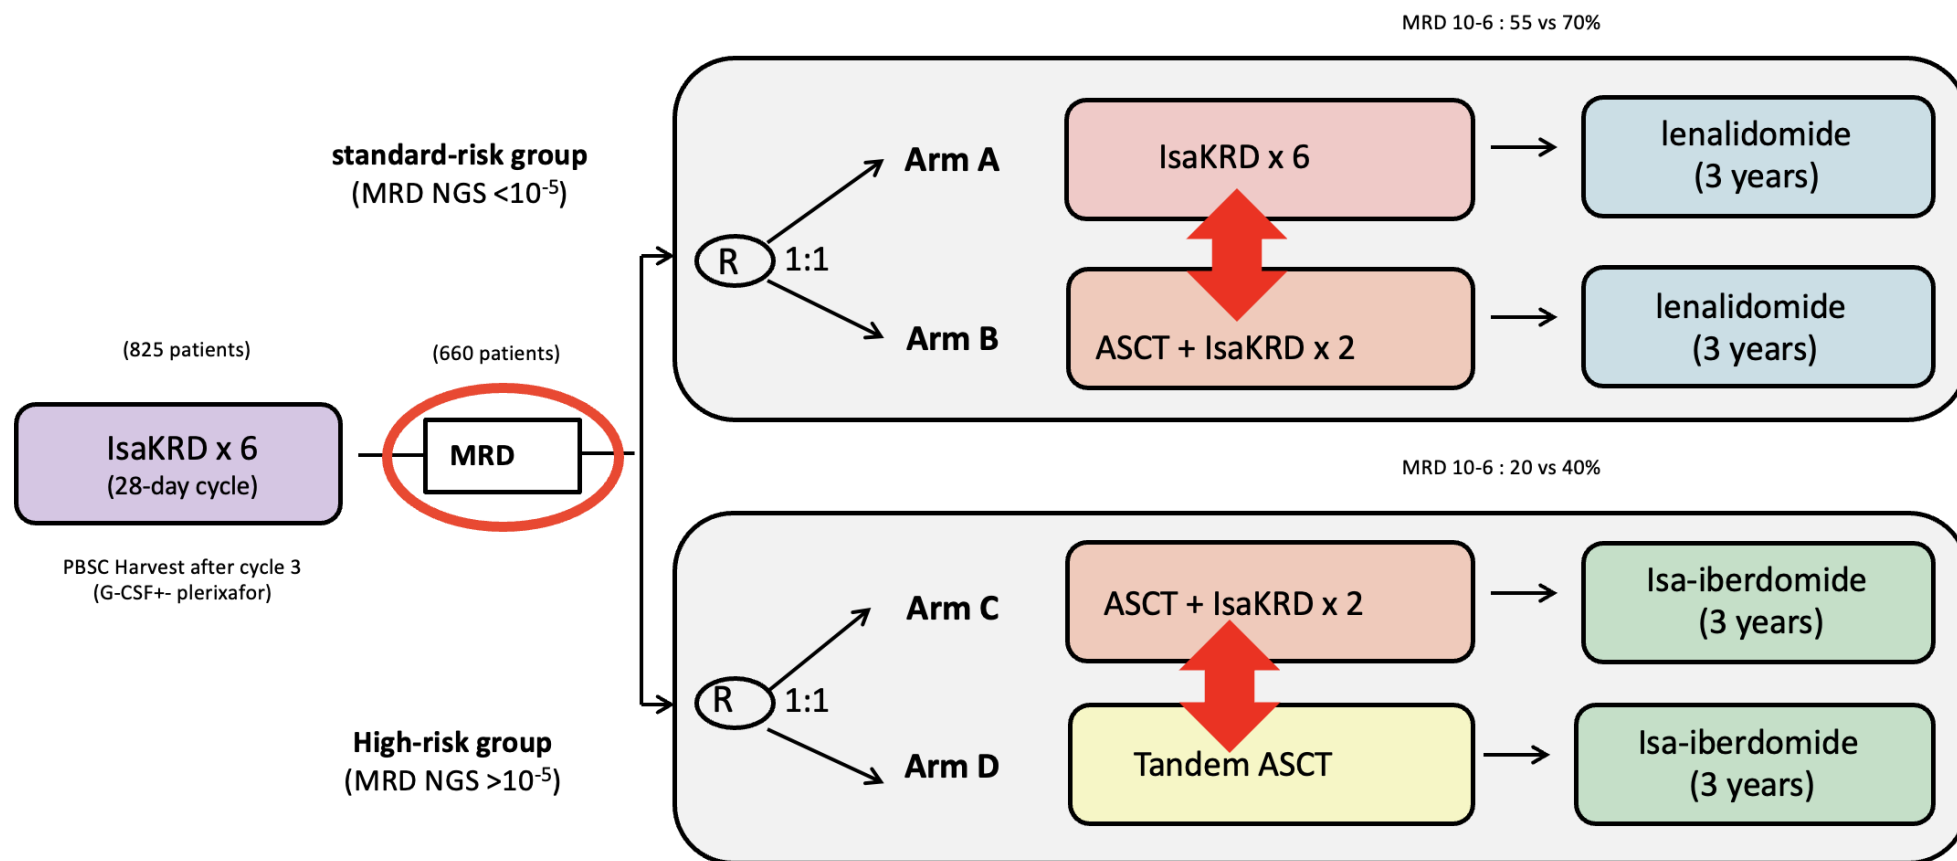 MRD 10-6 : 55 vs 70%
standard-risk group
(MRD NGS <10⁻⁵)
R
1:1
Arm A
IsaKRD x 6
lenalidomide
(3 years)
Arm B
ASCT + IsaKRD x 2
lenalidomide
(3 years)
(825 patients)
IsaKRD x 6
(28-day cycle)
PBSC Harvest after cycle 3
(G-CSF+- plerixafor)
(660 patients)
MRD
MRD 10-6 : 20 vs 40%
High-risk group
(MRD NGS >10⁻⁵)
R
1:1
Arm C
ASCT + IsaKRD x 2
Isa-iberdomide
(3 years)
Arm D
Tandem ASCT
Isa-iberdomide
(3 years)